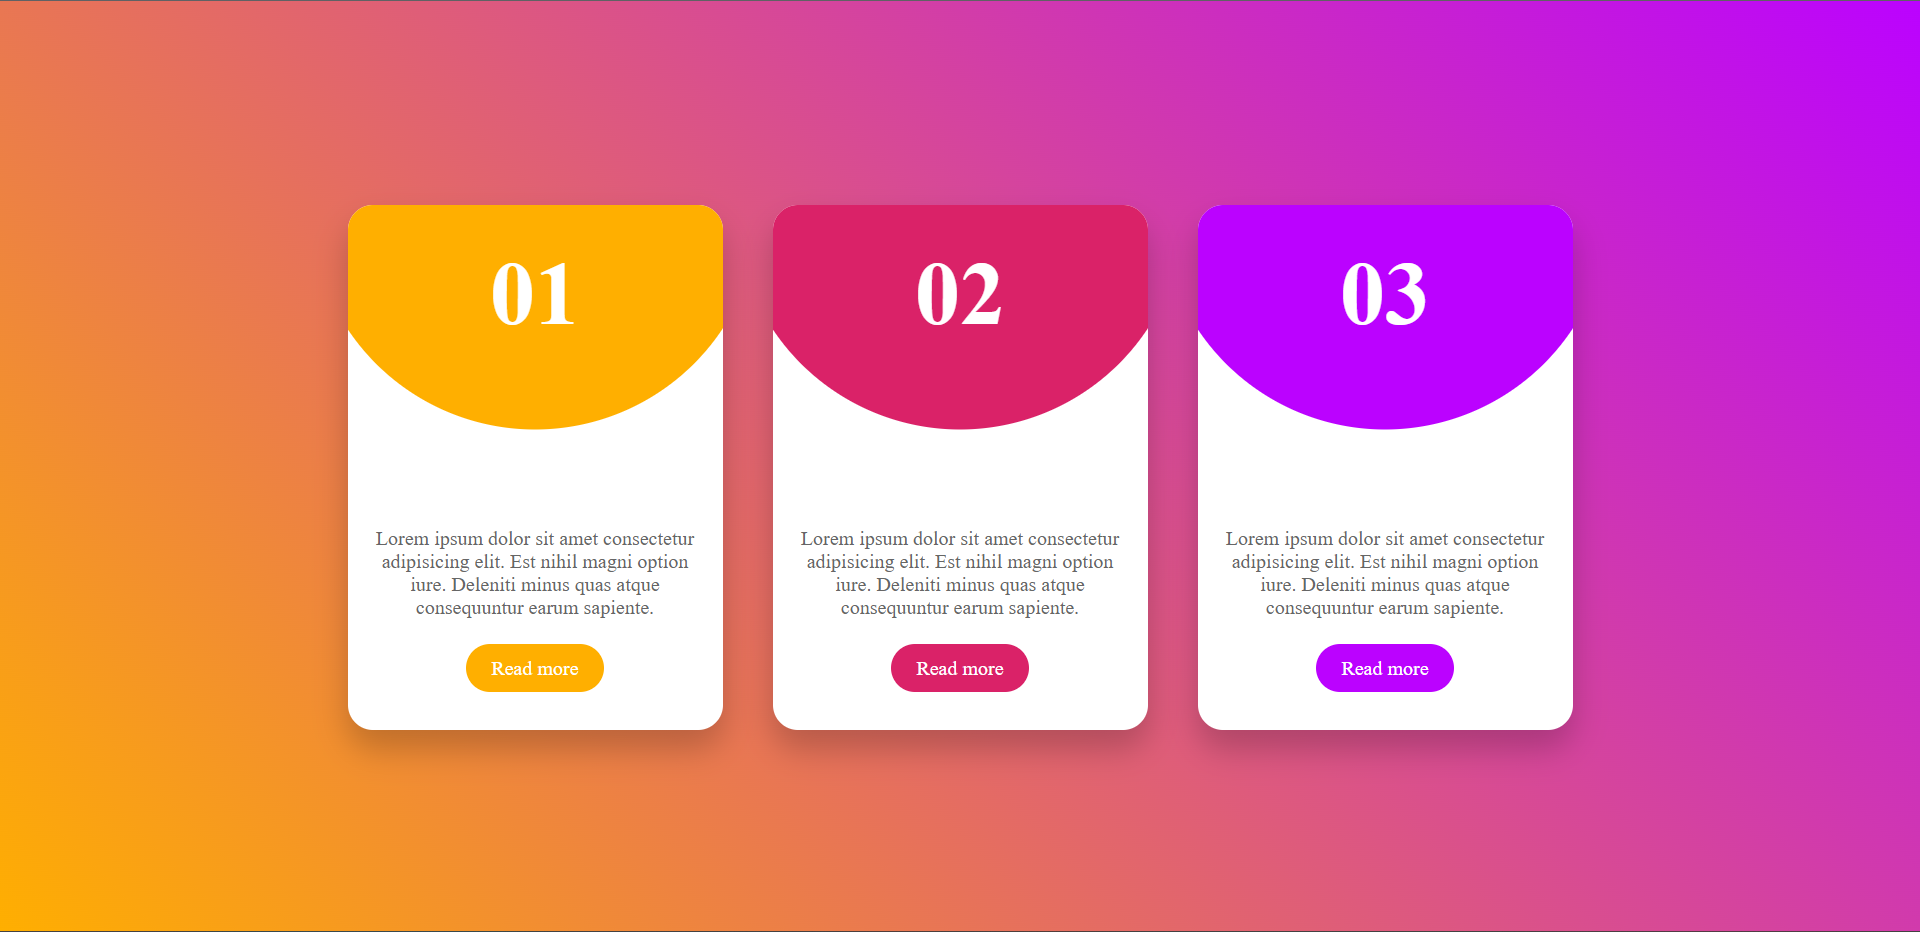 01
Lorem ipsum dolor sit amet consectetur
adipisicing elit. Est nihil magni option
iure. Deleniti minus quas atque
consequuntur earum sapiente.
Read more
02
Lorem ipsum dolor sit amet consectetur
adipisicing elit. Est nihil magni option
iure. Deleniti minus quas atque
consequuntur earum sapiente.
Read more
03
Lorem ipsum dolor sit amet consectetur
adipisicing elit. Est nihil magni option
iure. Deleniti minus quas atque
consequuntur earum sapiente.
Read more